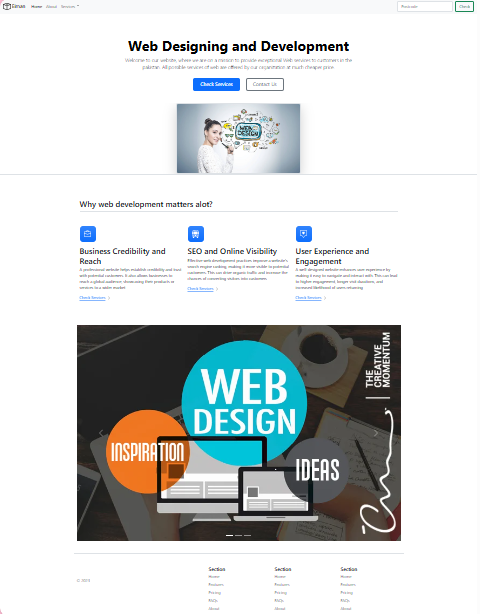 Eman Home About Services
Postcode Check
Web Designing and Development
Welcome to our website, where we are on a mission to provide exceptional Web services to customers in the
pakistan. All possible services of web are offered by our organization at much cheaper price.
Check Services Contact Us
WEB
DESIGN
Why web development matters alot?
Business Credibility and
Reach
A professional website helps establish credibility and trust
with potential customers. It also allows businesses to
reach a global audience, showcasing their products or
services to a wider market.
Check Services
SEO and Online Visibility
Effective web development practices improve a website's
search engine ranking, making it more visible to potential
customers. This can drive organic traffic and increase the
chances of converting visitors into customers.
Check Services
User Experience and
Engagement
A well-designed website enhances user experience by
making it easy to navigate and interact with. This can lead
to higher engagement, longer visit durations, and
increased likelihood of users returning.
Check Services
THE
CREATIVE
MOMENTUM
WEB
DESIGN
INSPIRATION
IDEAS
© 2023
Section
Home
Features
Pricing
FAQs
About
Section
Home
Features
Pricing
FAQs
About
Section
Home
Features
Pricing
FAQs
About